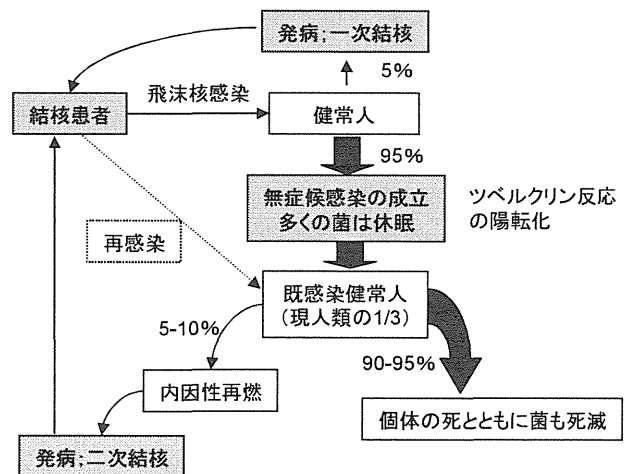 発病;一次結核
5%
結核患者
飛沫核感染
健常人
95%
無症候感染の成立
多くの菌は休眠
ツベルクリン反応
の陽転化
再感染
既感染健常人
(現人類の1/3)
5-10%
90-95%
内因性再燃
個体の死とともに菌も死滅
発病;二次結核